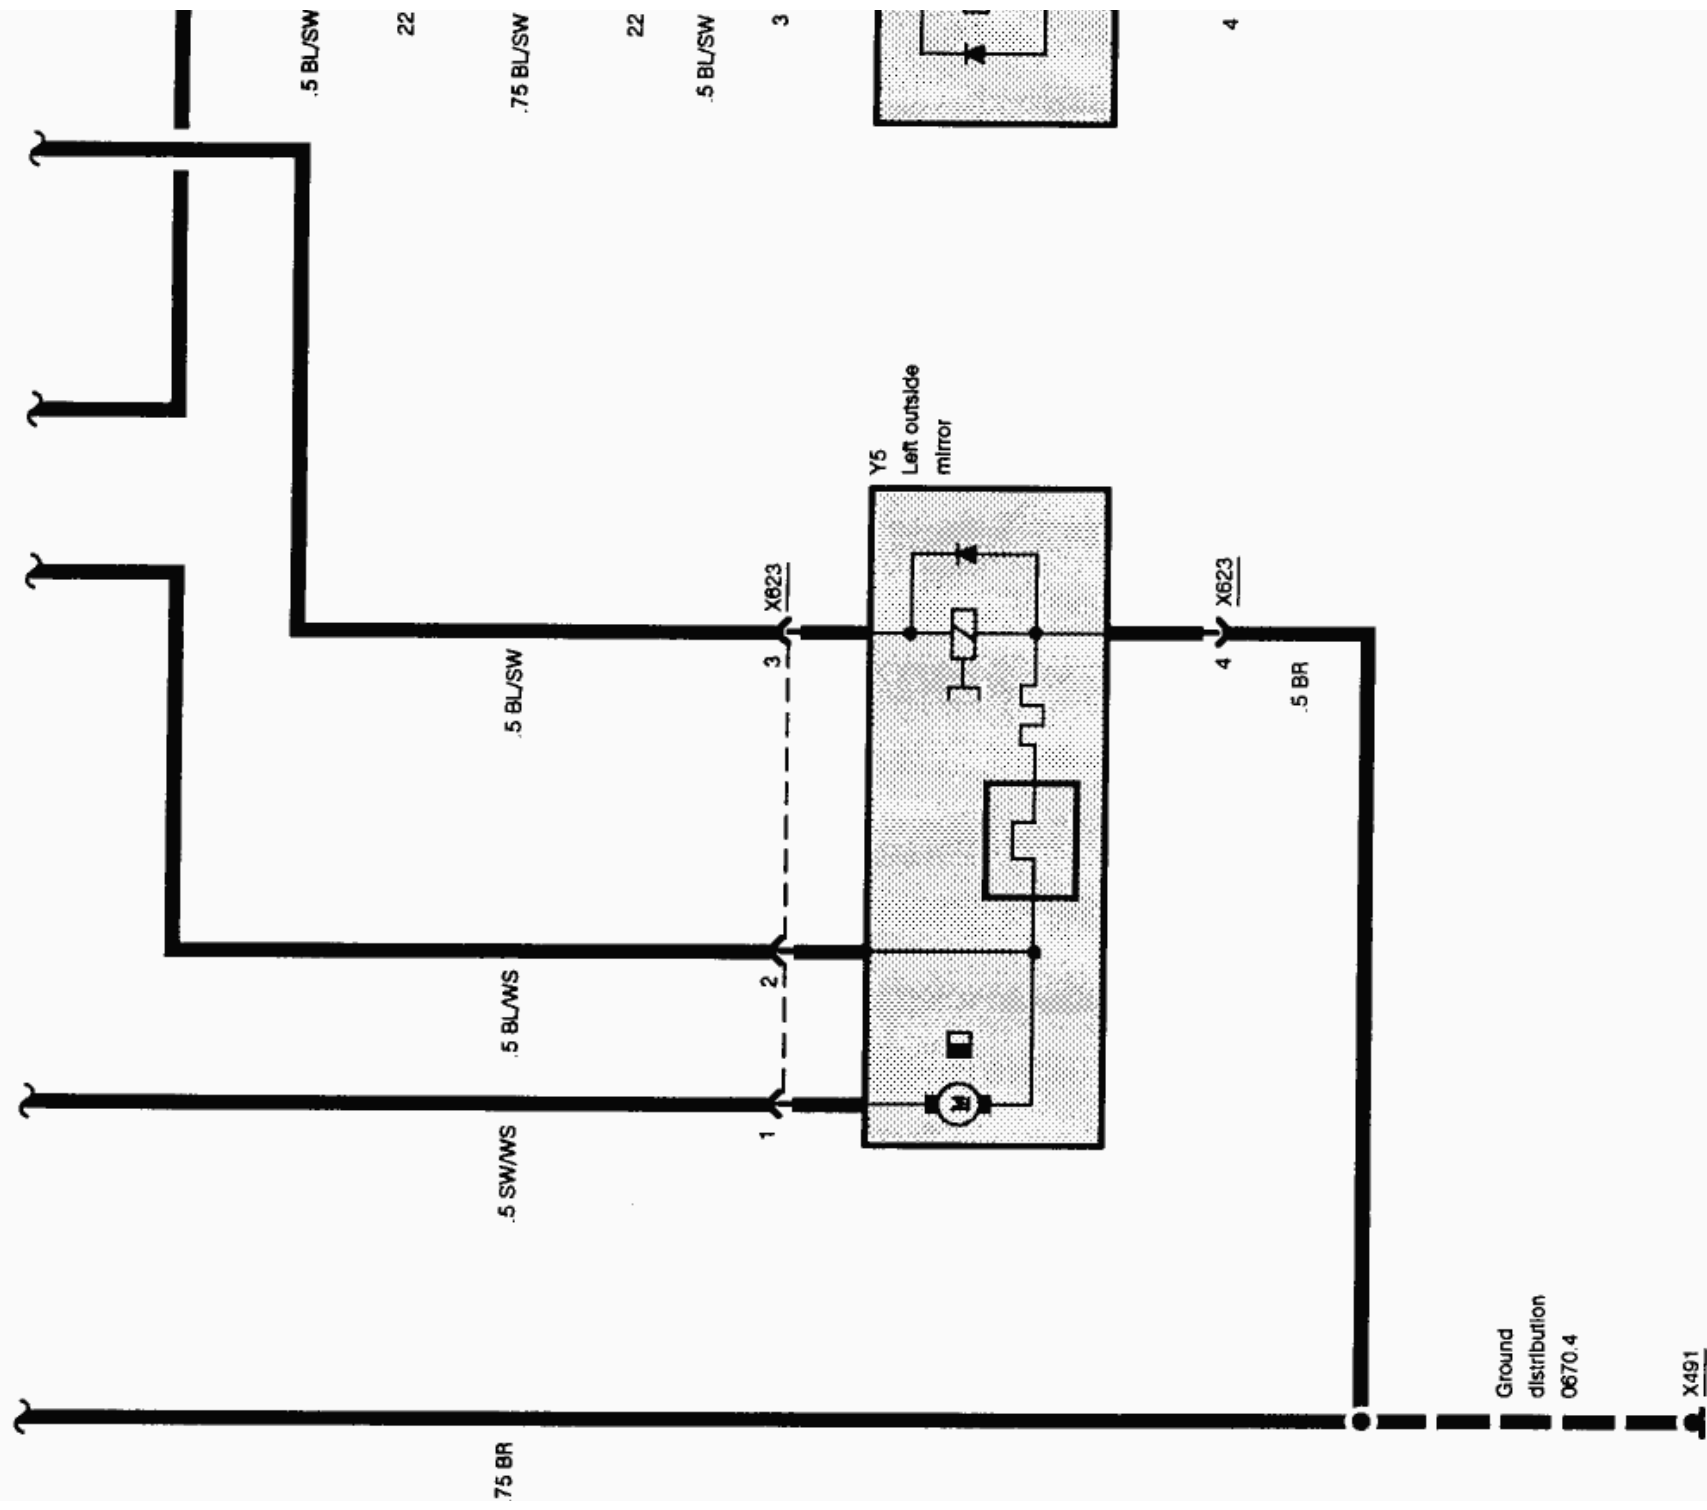 .5 BL/SW
22
.75 BL/SW
22
.5 BL/SW
3
4
Y5
Left outside
mirror
X623
3
.5 BL/SW
X623
4
.5 BR
2
.5 BL/WS
1
.5 SW/WS
M
Ground
distribution
0670.4
X491
.75 BR